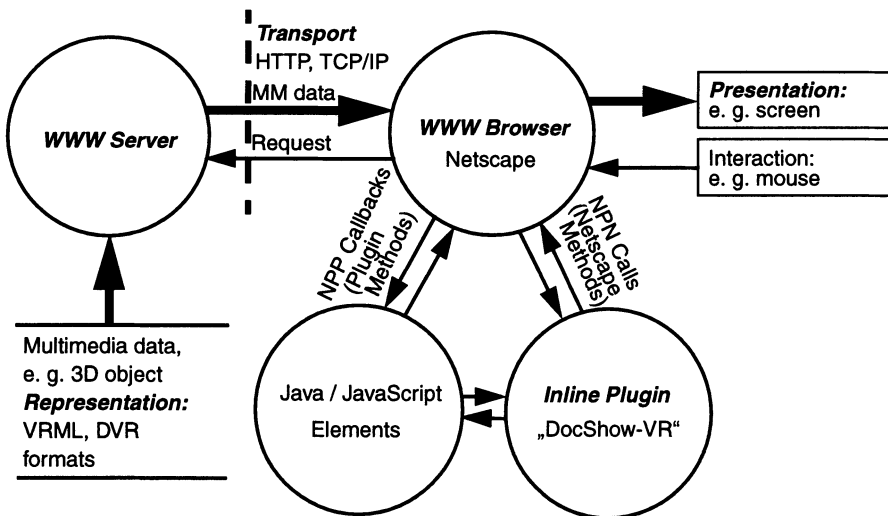 Transport
HTTP, TCP/IP
MM data
Request
WWW Server
WWW Browser
Netscape
Presentation:
e. g. screen
Interaction:
e. g. mouse
NPP Callbacks
(Plugin
Methods)
NPN Calls
(Netscape
Methods)
Multimedia data,
e. g. 3D object
Representation:
VRML, DVR
formats
Java / JavaScript
Elements
Inline Plugin
„DocShow-VR“